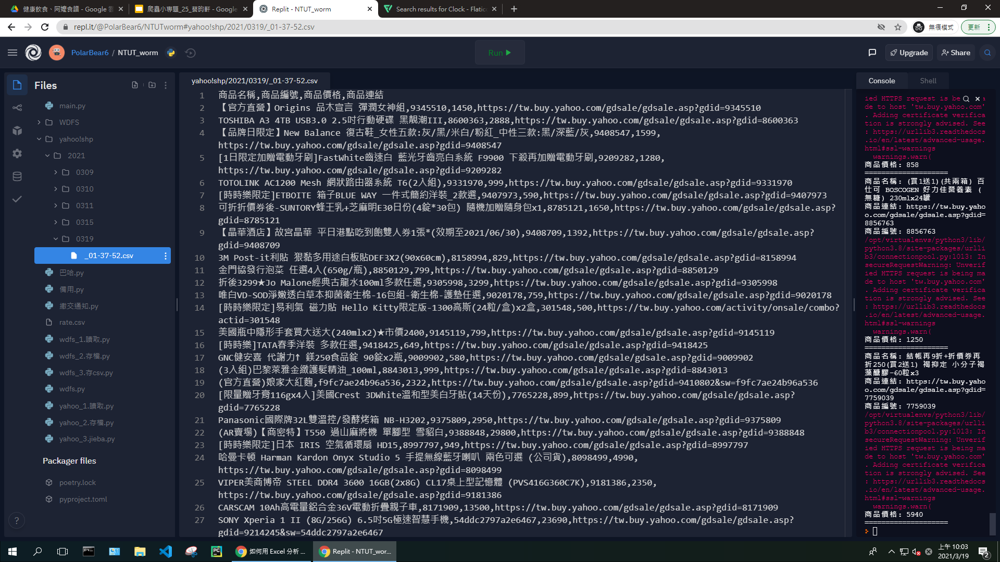 健康飲食、阿嬤食譜 - Google 雲
爬蟲小專題_25_蔡昀軒 - Google
Replit - NTUT_worm
Search results for Clock - Flatic
repl.it/@PolarBear6/NTUTworm#yahoo!shp/2021/0319/_01-37-52.csv
無痕模式
更新
PolarBear6 / NTUT_worm
Run
Upgrade
Share
Files
main.py
WDFS
yahoo!shp
2021
0309
0310
0311
0315
0319
_01-37-52.csv
巴哈.py
備用.py
繳交通知.py
rate.csv
wdfs_1.讀取.py
wdfs_2.存檔.py
wdfs_3.存csv.py
wdfs.py
yahoo_1.讀取.py
yahoo_2.存檔.py
yahoo_3.jieba.py
Packager files
poetry.lock
pyproject.toml
?
yahoo!shp/2021/0319/_01-37-52.csv
1 商品名稱,商品編號,商品價格,商品連結
2 【官方直營】Origins 品木宣言 彈潤女神組,9345510,1450,https://tw.buy.yahoo.com/gdsale/gdsale.asp?gdid=9345510
3 TOSHIBA A3 4TB USB3.0 2.5吋行動硬碟 黑靚潮III,8600363,2888,https://tw.buy.yahoo.com/gdsale/gdsale.asp?gdid=8600363
4 【品牌日限定】New Balance 復古鞋_女性五款:灰/黑/米白/粉紅_中性三款:黑/深藍/灰,9408547,1599,
https://tw.buy.yahoo.com/gdsale/gdsale.asp?gdid=9408547
5 [1日限定加贈電動牙刷]FastWhite齒速白 藍光牙齒亮白系統 F9900 下殺再加贈電動牙刷,9209282,1280,
https://tw.buy.yahoo.com/gdsale/gdsale.asp?gdid=9209282
6 TOTOLINK AC1200 Mesh 網狀路由器系統 T6(2入組),9331970,999,https://tw.buy.yahoo.com/gdsale/gdsale.asp?gdid=9331970
7 [時時樂限定]ETBOITE 箱子BLUE WAY 一件式簡約洋裝_2款選,9407973,590,https://tw.buy.yahoo.com/gdsale/gdsale.asp?gdid=9407973
8 可折折價券後-SUNTORY蜂王乳+芝麻明E30日份(4錠*30包) 隨機加贈隨身包x1,8785121,1650,https://tw.buy.yahoo.com/gdsale/gdsale.asp?
gdid=8785121
9 【晶華酒店】故宮晶華 平日港點吃到飽雙人券1張*(效期至2021/06/30),9408709,1392,https://tw.buy.yahoo.com/gdsale/gdsale.asp?
gdid=9408709
10 3M Post-it利貼 狠黏多用途白板貼DEF3X2(90x60cm),8158994,829,https://tw.buy.yahoo.com/gdsale/gdsale.asp?gdid=8158994
11 金門協發行泡菜 任選4入(650g/瓶),8850129,799,https://tw.buy.yahoo.com/gdsale/gdsale.asp?gdid=8850129
12 折後3299★Jo Malone經典古龍水100ml多款任選,9305998,3299,https://tw.buy.yahoo.com/gdsale/gdsale.asp?gdid=9305998
13 唯白VD-SOD淨嫩透白草本抑菌衛生棉-16包組-衛生棉-護墊任選,9020178,759,https://tw.buy.yahoo.com/gdsale/gdsale.asp?gdid=9020178
14 [時時樂限定]易利氣 磁力貼 Hello Kitty限定版-1300高斯(24粒/盒)x2盒,301548,500,https://tw.buy.yahoo.com/activity/onsale/combo?
actid=301548
15 美國瓶中隱形手套買大送大(240mlx2)★市價2400,9145119,799,https://tw.buy.yahoo.com/gdsale/gdsale.asp?gdid=9145119
16 [時時樂]TATA春季洋裝 多款任選,9418425,649,https://tw.buy.yahoo.com/gdsale/gdsale.asp?gdid=9418425
17 GNC健安喜 代謝力↑ 鎂250食品錠 90錠x2瓶,9009902,580,https://tw.buy.yahoo.com/gdsale/gdsale.asp?gdid=9009902
18 (3入組)巴黎萊雅金緻護髮精油_100ml,8843013,999,https://tw.buy.yahoo.com/gdsale/gdsale.asp?gdid=8843013
19 (官方直營)娘家大紅麴,f9fc7ae24b96a536,2322,https://tw.buy.yahoo.com/gdsale/gdsale.asp?gdid=9410802&sw=f9fc7ae24b96a536
20 [限量贈牙膏116gx4入]美國Crest 3DWhite溫和型美白牙貼(14天份),7765228,899,https://tw.buy.yahoo.com/gdsale/gdsale.asp?
gdid=7765228
21 Panasonic國際牌32L雙溫控/發酵烤箱 NB-H3202,9375809,2950,https://tw.buy.yahoo.com/gdsale/gdsale.asp?gdid=9375809
22 (AR賣場)【商密特】T550 過山麻將機 單腳型 雪貂白,9388848,29800,https://tw.buy.yahoo.com/gdsale/gdsale.asp?gdid=9388848
23 [時時樂限定]日本 IRIS 空氣循環扇 HD15,8997797,949,https://tw.buy.yahoo.com/gdsale/gdsale.asp?gdid=8997797
24 哈曼卡頓 Harman Kardon Onyx Studio 5 手提無線藍牙喇叭 兩色可選 (公司貨),8098499,4990,
https://tw.buy.yahoo.com/gdsale/gdsale.asp?gdid=8098499
25 VIPER美商博帝 STEEL DDR4 3600 16GB(2x8G) CL17桌上型記憶體 (PVS416G360C7K),9181386,2350,
https://tw.buy.yahoo.com/gdsale/gdsale.asp?gdid=9181386
26 CARSCAM 10Ah高電量鋁合金36V電動折疊親子車,8171909,13500,https://tw.buy.yahoo.com/gdsale/gdsale.asp?gdid=8171909
27 SONY Xperia 1 II (8G/256G) 6.5吋5G極速智慧手機,54ddc2797a2e6467,23690,https://tw.buy.yahoo.com/gdsale/gdsale.asp?
gdid=9214245&sw=54ddc2797a2e6467
Console
Shell
ied HTTPS request is be
de to host 'tw.buy.yahoo.com'
. Adding certificate verifica
tion is strongly advised. See
: https://urllib3.readthedocs
.io/en/latest/advanced-usage.
html#ssl-warnings
warnings.warn(
商品價格: 858
====================
商品名稱: (買1送1)(共兩箱) 百
仕可 BOSCOGEN 好力佳營養素 (
無糖) 230mlx24罐
商品連結: https://tw.buy.yaho
o.com/gdsale/gdsale.asp?gdid=
8856763
商品編號: 8856763
/opt/virtualenvs/python3/lib/
python3.8/site-packages/urlli
b3/connectionpool.py:1013: In
secureRequestWarning: Unverif
ied HTTPS request is being ma
de to host 'tw.buy.yahoo.com'
. Adding certificate verifica
tion is strongly advised. See
: https://urllib3.readthedocs
.io/en/latest/advanced-usage.
html#ssl-warnings
warnings.warn(
商品價格: 1250
====================
商品名稱: 結帳再9折+折價券再
折250(買2送1) 褐抑定 小分子褐
藻醣膠-60粒x3
商品連結: https://tw.buy.yaho
o.com/gdsale/gdsale.asp?gdid=
7759039
商品編號: 7759039
/opt/virtualenvs/python3/lib/
python3.8/site-packages/urlli
b3/connectionpool.py:1013: In
secureRequestWarning: Unverif
ied HTTPS request is being ma
de to host 'tw.buy.yahoo.com'
. Adding certificate verifica
tion is strongly advised. See
: https://urllib3.readthedocs
.io/en/latest/advanced-usage.
html#ssl-warnings
warnings.warn(
商品價格: 5940
====================
如何用 Excel 分析 ...
Replit - NTUT_wor...
上午 10:03
2021/3/19
2